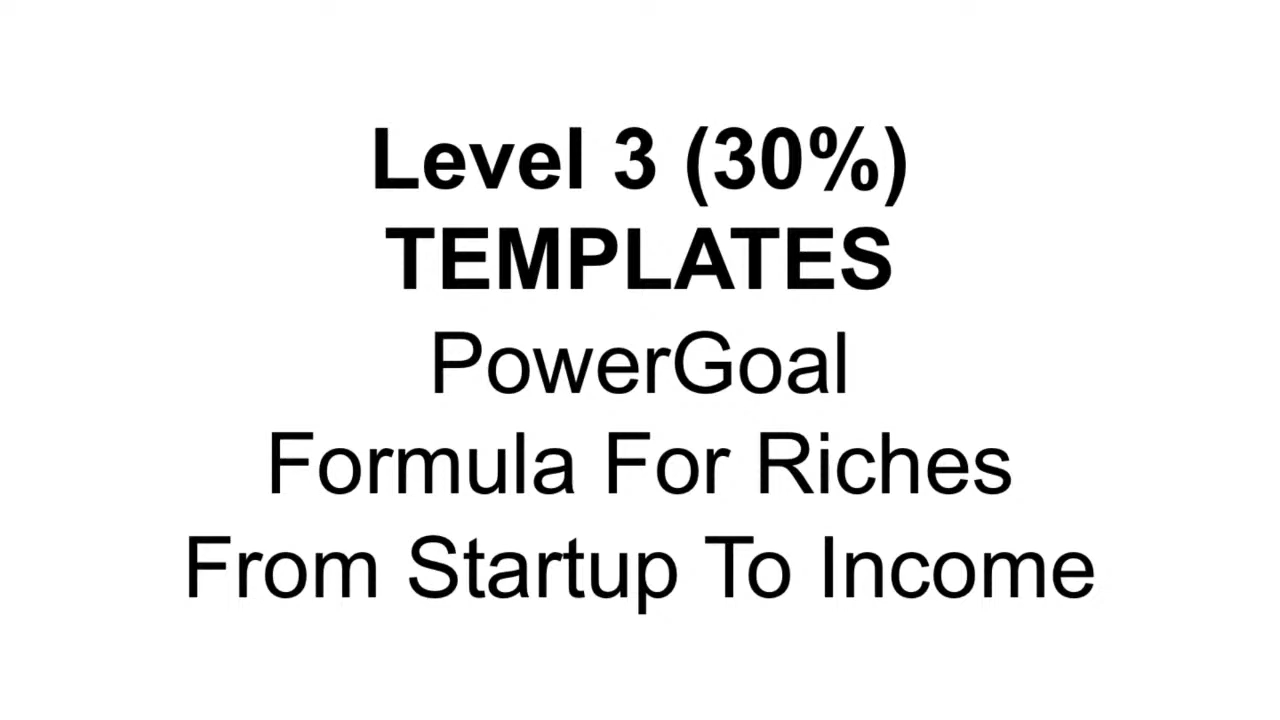 Level 3 (30%)
TEMPLATES
PowerGoal
Formula For Riches
From Startup To Income